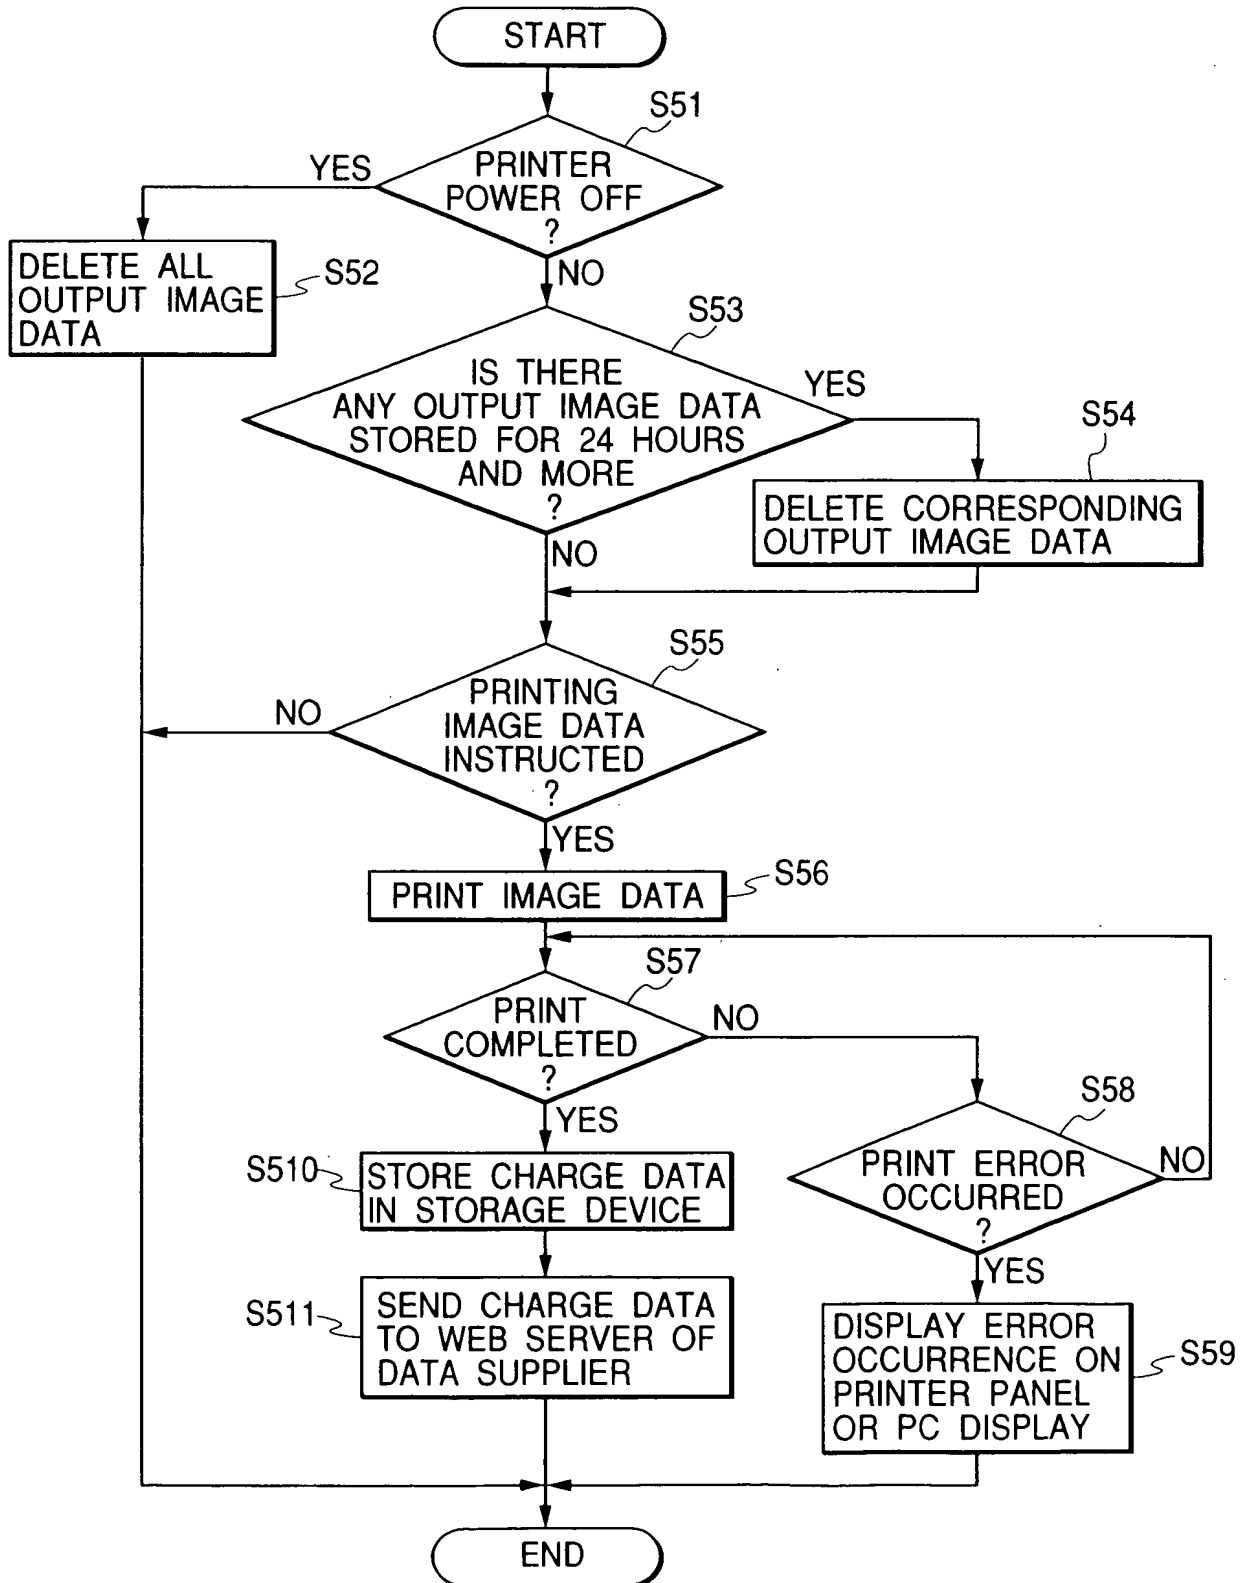 START
S51
YES
PRINTER
POWER OFF
?
NO
DELETE ALL
OUTPUT IMAGE
DATA
S52
S53
IS THERE
ANY OUTPUT IMAGE DATA
STORED FOR 24 HOURS
AND MORE
?
YES
S54
DELETE CORRESPONDING
OUTPUT IMAGE DATA
NO
S55
PRINTING
IMAGE DATA
INSTRUCTED
?
NO
YES
PRINT IMAGE DATA
S56
S57
PRINT
COMPLETED
?
NO
YES
S58
PRINT ERROR
OCCURRED
?
NO
YES
S510
STORE CHARGE DATA
IN STORAGE DEVICE
S511
SEND CHARGE DATA
TO WEB SERVER OF
DATA SUPPLIER
DISPLAY ERROR
OCCURRENCE ON
PRINTER PANEL
OR PC DISPLAY
S59
END